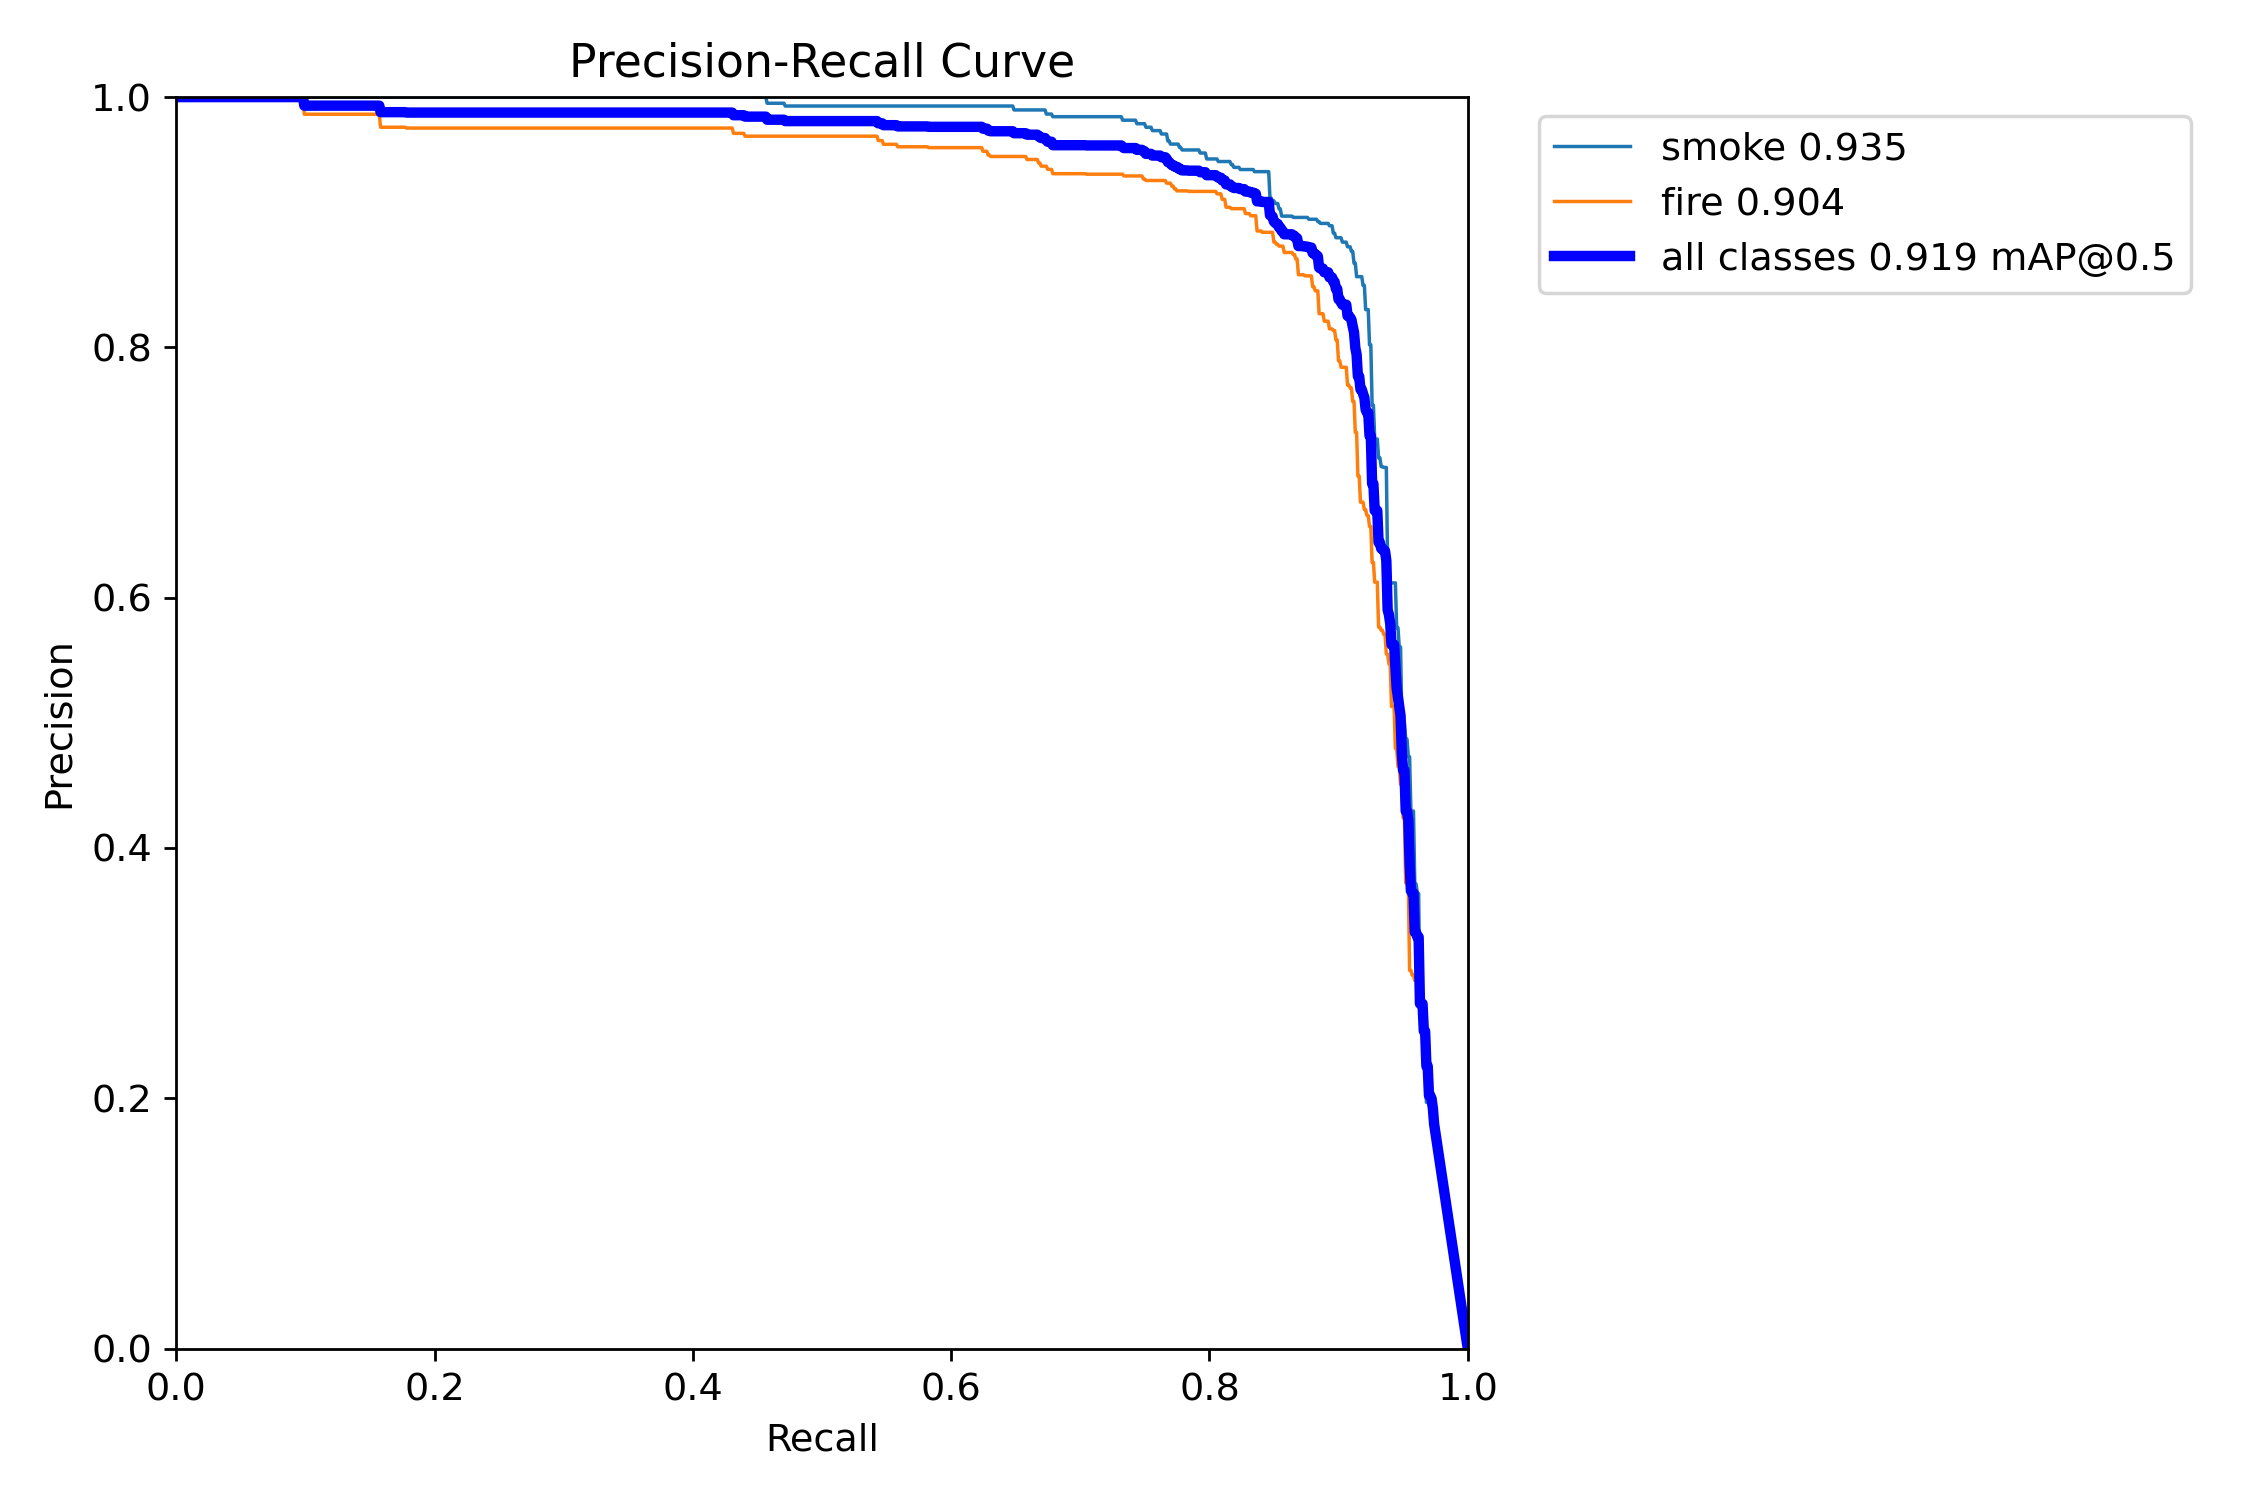 Precision-Recall Curve
1.0
0.8
0.6
0.4
0.2
0.0
Precision
0.0 0.2 0.4 0.6 0.8 1.0
Recall
smoke 0.935
fire 0.904
all classes 0.919 mAP@0.5